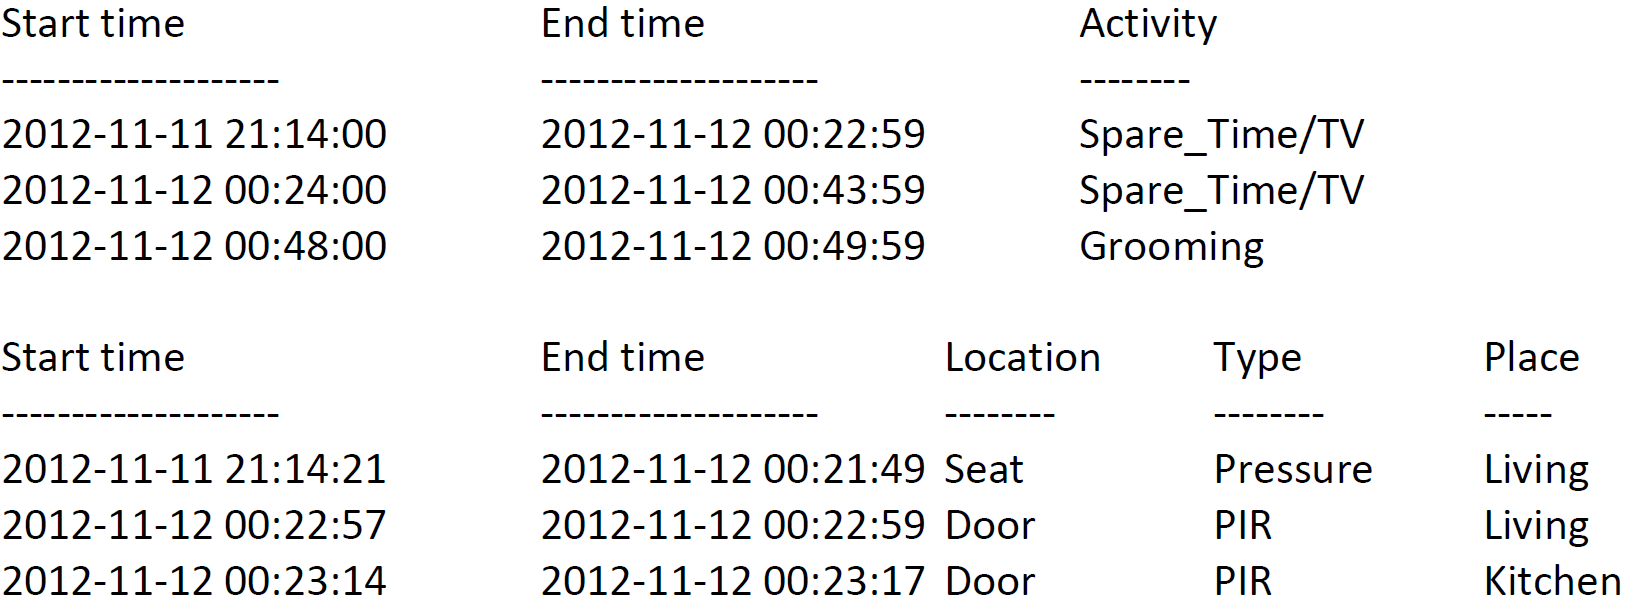 Start time End time Activity
-------------------- -------------------- --------
2012-11-11 21:14:00 2012-11-12 00:22:59 Spare_Time/TV
2012-11-12 00:24:00 2012-11-12 00:43:59 Spare_Time/TV
2012-11-12 00:48:00 2012-11-12 00:49:59 Grooming
Start time End time Location Type Place
-------------------- -------------------- -------- -------- -----
2012-11-11 21:14:21 2012-11-12 00:21:49 Seat Pressure Living
2012-11-12 00:22:57 2012-11-12 00:22:59 Door PIR Living
2012-11-12 00:23:14 2012-11-12 00:23:17 Door PIR Kitchen